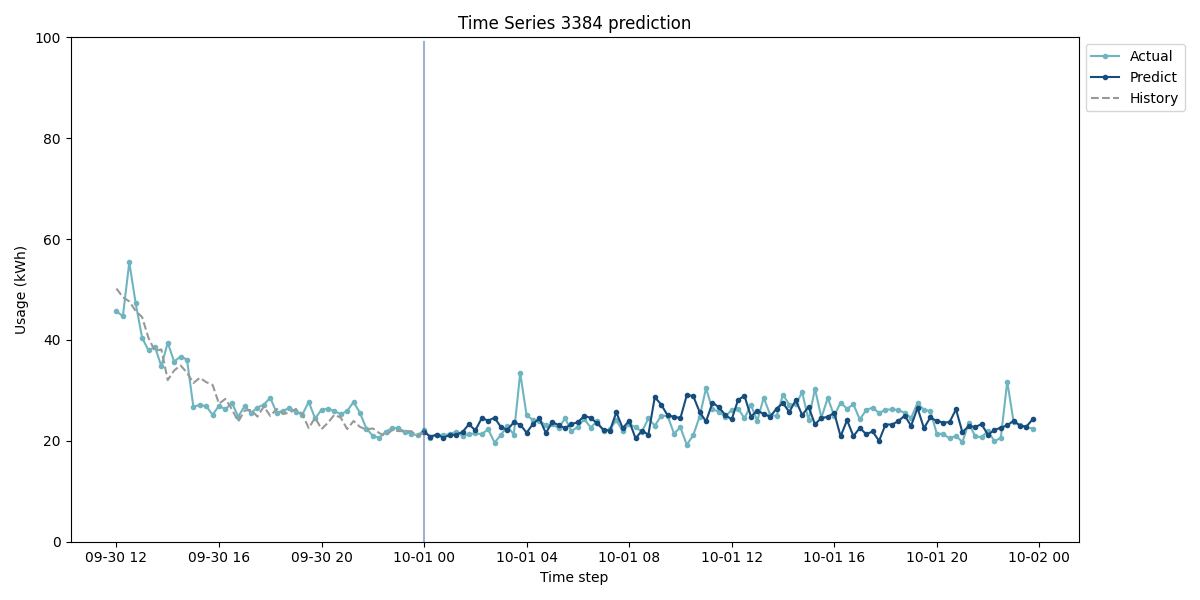 Time Series 3384 prediction
Usage (kWh)
100
80
60
40
20
0
09-30 12
09-30 16
09-30 20
10-01 00
10-01 04
10-01 08
10-01 12
10-01 16
10-01 20
10-02 00
Time step
Actual
Predict
History